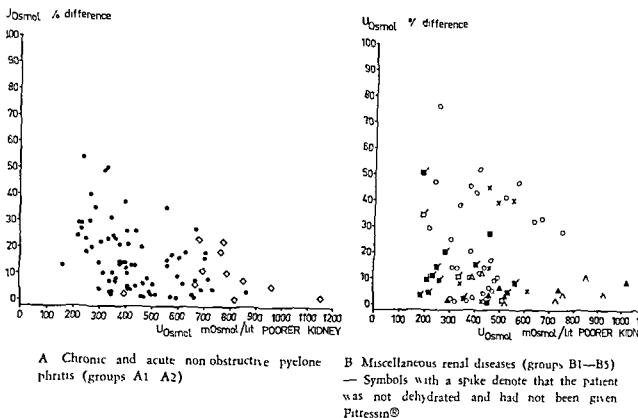 UOsmol % difference
100
90
80
70
60
50
40
30
20
10
0
0 100 200 300 400 500 600 700 800 900 1000 1100 1200
UOsmol mOsmol/lit POORER KIDNEY
A Chronic and acute non obstructive pyelone
phritis (groups A1 A2)
UOsmol % difference
100
90
80
70
60
50
40
30
20
10
0
0 100 200 300 400 500 600 700 800 900 1000
UOsmol mOsmol/lit POORER KIDNEY
B Miscellaneous renal diseases (groups B1—B5)
— Symbols with a spike denote that the patient
was not dehydrated and had not been given
Pitressin®